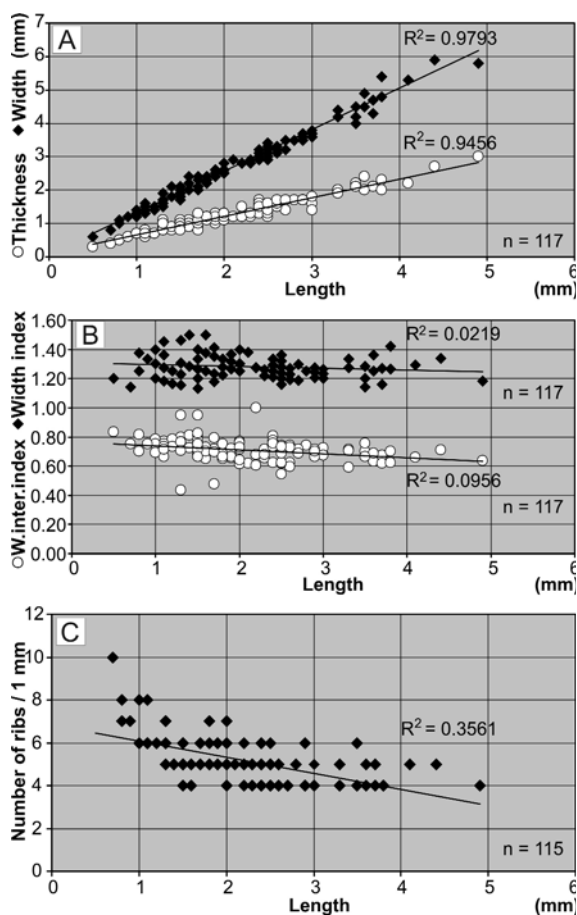 A
○Thickness ◆Width (mm)
7
6
5
4
3
2
1
0
R² = 0.9793
R² = 0.9456
n = 117
0 1 2 3 4 5 6
Length (mm)
B
○W.inter.index ◆Width index
1.60
1.40
1.20
1.00
0.80
0.60
0.40
0.20
0.00
R² = 0.0219
n = 117
R² = 0.0956
n = 117
0 1 2 3 4 5 6
Length (mm)
C
Number of ribs / 1 mm
12
10
8
6
4
2
0
R² = 0.3561
n = 115
0 1 2 3 4 5 6
Length (mm)